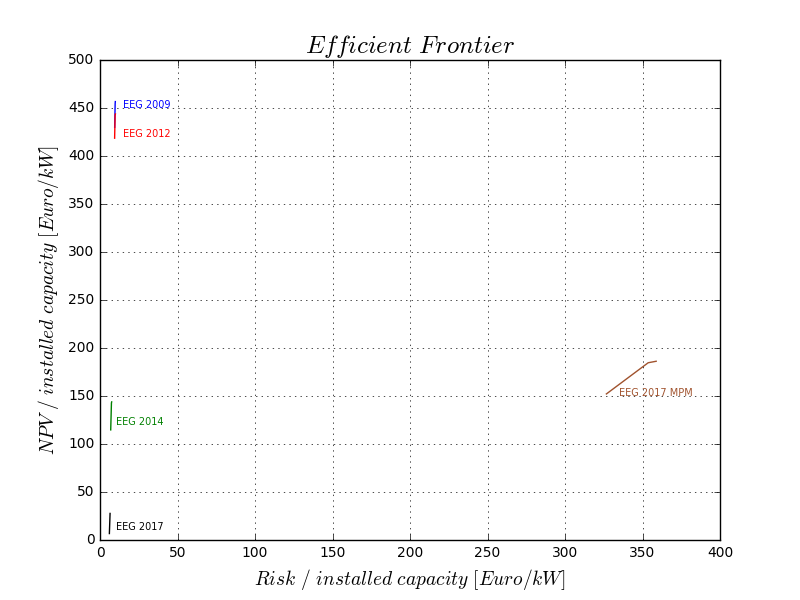 Efficient Frontier
NPV / installed capacity [Euro/kW]
500
450
400
350
300
250
200
150
100
50
0
EEG 2009
EEG 2012
EEG 2017 MPM
EEG 2014
EEG 2017
0 50 100 150 200 250 300 350 400
Risk / installed capacity [Euro/kW]